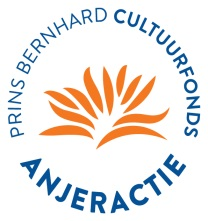 PRINS BERNHARD CULTUURFONDS
ANJERACTIE